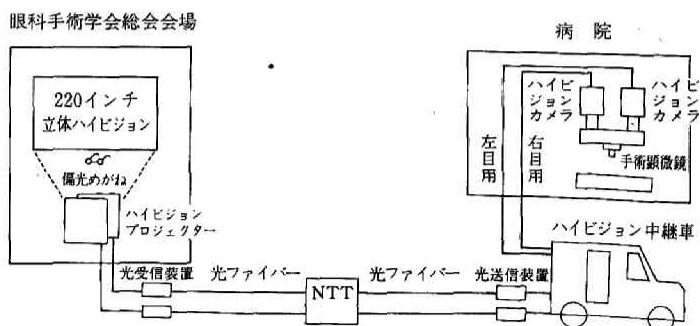 眼科手術学会総会会場
220インチ
立体ハイビジョン
偏光めがね
ハイビジョン
プロジェクター
病院
ハイビ
ジョン
カメラ
ハイビ
ジョン
カメラ
左目用
右目用
手術顕微鏡
ハイビジョン中継車
光受信装置
光ファイバー
NTT
光ファイバー
光送信装置